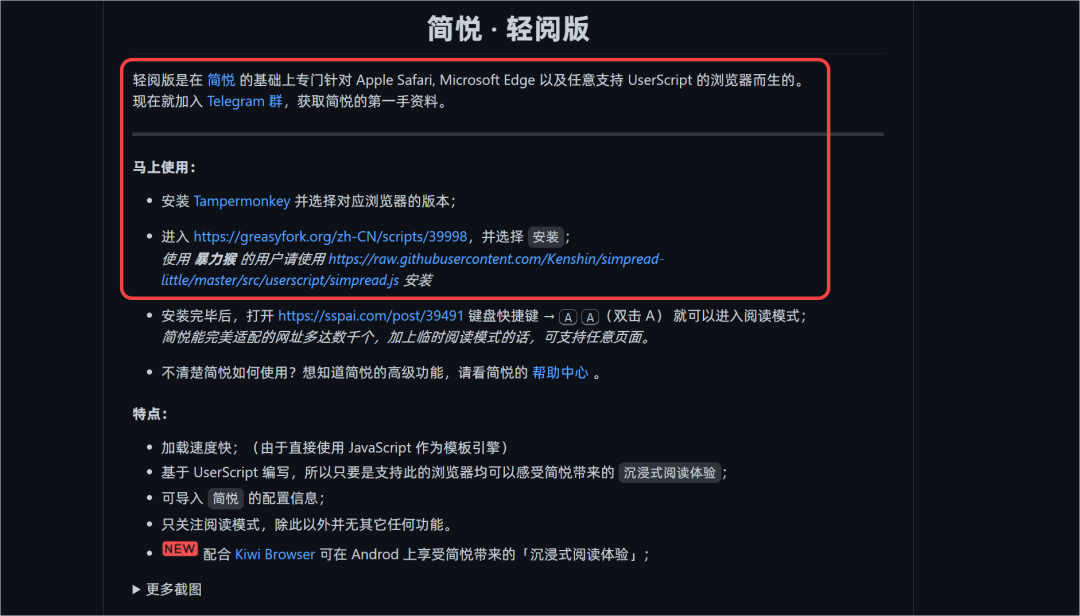 简悦 · 轻阅版
轻阅版是在 简悦 的基础上专门针对 Apple Safari, Microsoft Edge 以及任意支持 UserScript 的浏览器而生的。
现在就加入 Telegram 群，获取简悦的第一手资料。
马上使用：
• 安装 Tampermonkey 并选择对应浏览器的版本；
• 进入 https://greasyfork.org/zh-CN/scripts/39998，并选择 安装；
使用 暴力猴 的用户请使用 https://raw.githubusercontent.com/Kenshin/simpread-
little/master/src/userscript/simpread.js 安装
• 安装完毕后，打开 https://sspai.com/post/39491 键盘快捷键 → A A（双击 A） 就可以进入阅读模式；
简悦能完美适配的网址多达数千个，加上临时阅读模式的话，可支持任意页面。
• 不清楚简悦如何使用？想知道简悦的高级功能，请看简悦的 帮助中心 。
特点：
• 加载速度快；（由于直接使用 JavaScript 作为模板引擎）
• 基于 UserScript 编写，所以只要是支持此的浏览器均可以感受简悦带来的 沉浸式阅读体验；
• 可导入 简悦 的配置信息；
• 只关注阅读模式，除此以外并无其它任何功能。
• NEW 配合 Kiwi Browser 可在 Androd 上享受简悦带来的「沉浸式阅读体验」；
▶ 更多截图